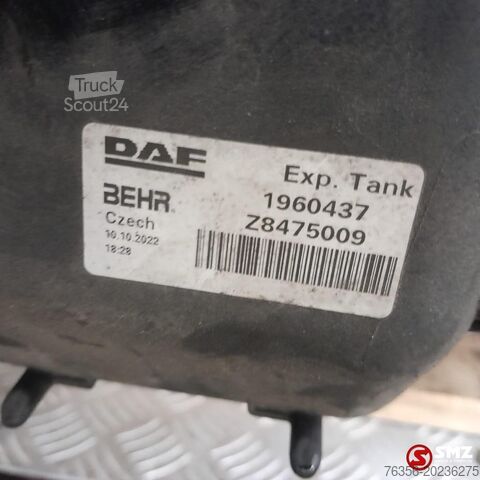 Truck
Scout24
DAF
Exp. Tank
BEHR
1960437
Czech
Z8475009
10.10.2022
18:28
SMZ
76356-20236275